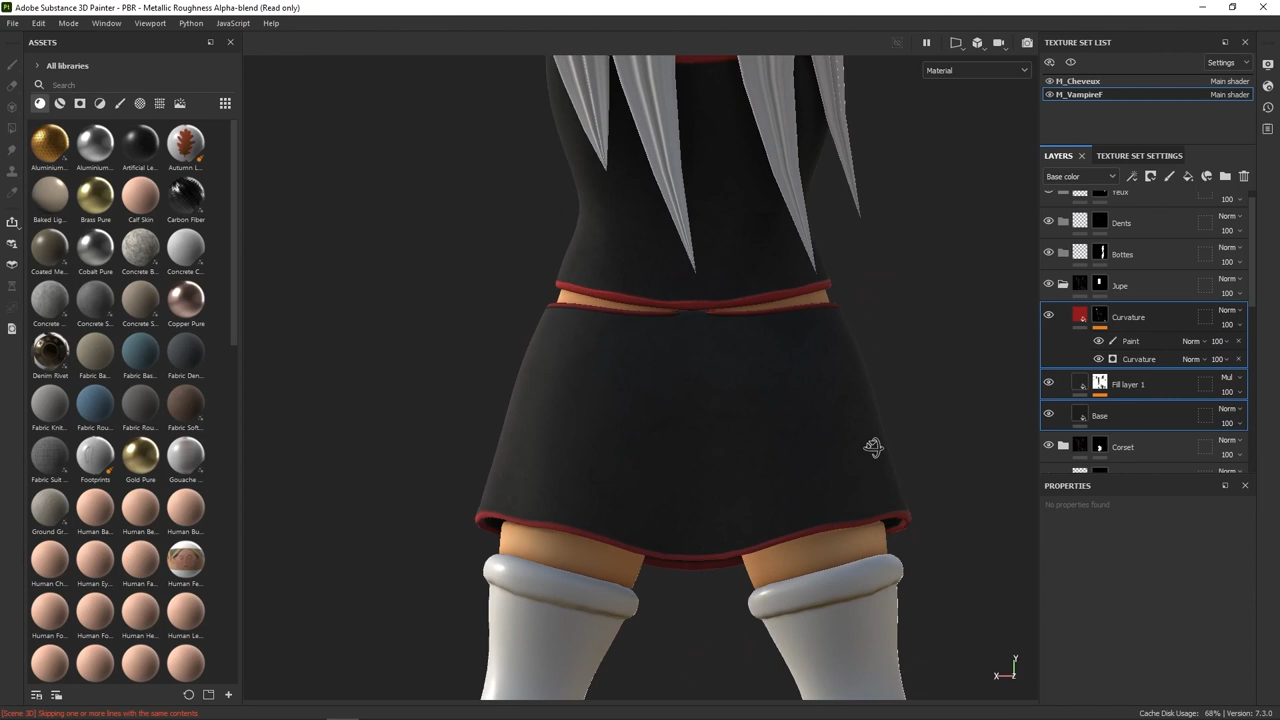 Pt Adobe Substance 3D Painter - PBR - Metallic Roughness Alpha-blend (Read only)
File Edit Mode Window Viewport Python JavaScript Help
ASSETS
All libraries
Search
Aluminium... Aluminium... Artificial Le... Autumn L...
Baked Lig... Brass Pure Calf Skin Carbon Fiber
Coated Me... Cobalt Pure Concrete B... Concrete C...
Concrete ... Concrete S... Concrete S... Copper Pure
Denim Rivet Fabric Ba... Fabric Bas... Fabric Den...
Fabric Knit... Fabric Rou... Fabric Rou... Fabric Soft...
Fabric Suit ... Footprints Gold Pure Gouache ...
Ground Gr... Human Ba... Human Be... Human Bu...
Human Ch... Human Ey... Human Fa... Human Fe...
Human Fo... Human Fo... Human He... Human Le...
Material
Y
X
Z
TEXTURE SET LIST
Settings
M_Cheveux Main shader
M_VampireF Main shader
LAYERS TEXTURE SET SETTINGS
Base color
Yeux
100
Dents Norm
100
Bottes Norm
100
Jupe Norm
100
Curvature Norm
100
Paint Norm 100
Curvature Norm 100
Fill layer 1 Mul
100
Base Norm
100
Corset Norm
100
PROPERTIES
No properties found
[Scene 3D] Skipping one or more lines with the same contents
Cache Disk Usage: 68% | Version: 7.3.0